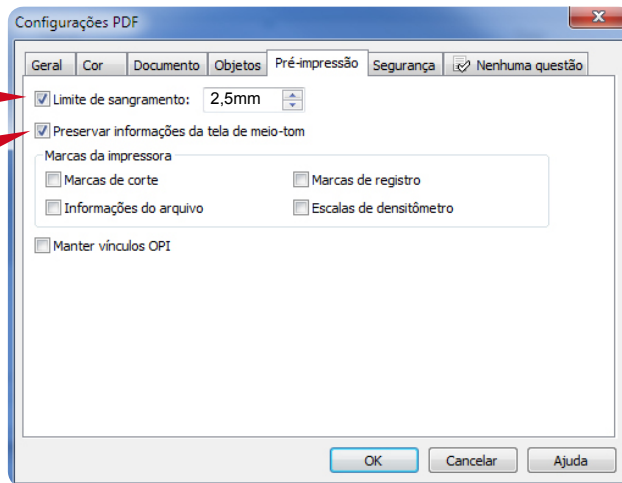 Configurações PDF
Geral Cor Documento Objetos Pré-impressão Segurança Nenhuma questão
Limite de sangramento: 2,5mm
Preservar informações da tela de meio-tom
Marcas da impressora
Marcas de corte Marcas de registro
Informações do arquivo Escalas de densitômetro
Manter vínculos OPI
OK Cancelar Ajuda